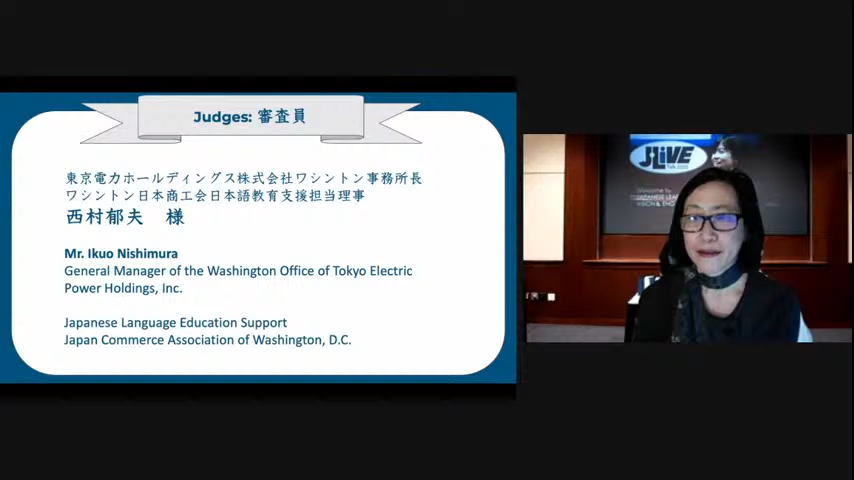 Judges: 審査員
東京電力ホールディングス株式会社ワシントン事務所長
ワシントン日本商工会日本語教育支援担当理事
西村郁夫　様
Mr. Ikuo Nishimura
General Manager of the Washington Office of Tokyo Electric
Power Holdings, Inc.
Japanese Language Education Support
Japan Commerce Association of Washington, D.C.
J-LIVE
Welcome to